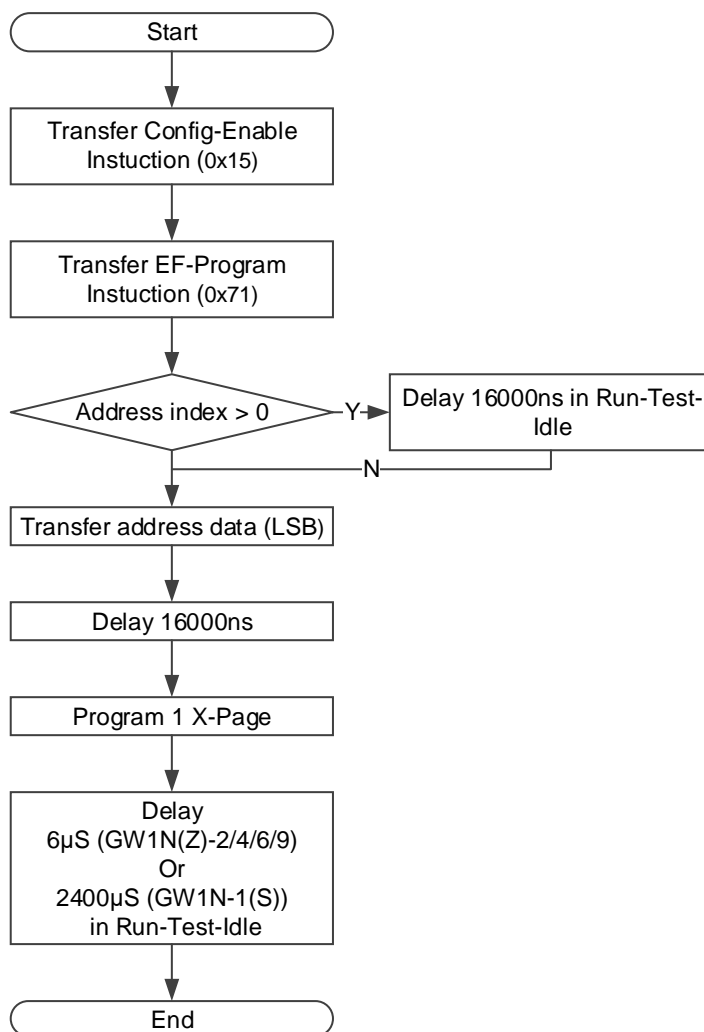 Start
Transfer Config-Enable
Instuction (0x15)
Transfer EF-Program
Instuction (0x71)
Address index > 0
Y
Delay 16000ns in Run-Test-
Idle
N
Transfer address data (LSB)
Delay 16000ns
Program 1 X-Page
Delay
6μS (GW1N(Z)-2/4/6/9)
Or
2400μS (GW1N-1(S))
in Run-Test-Idle
End